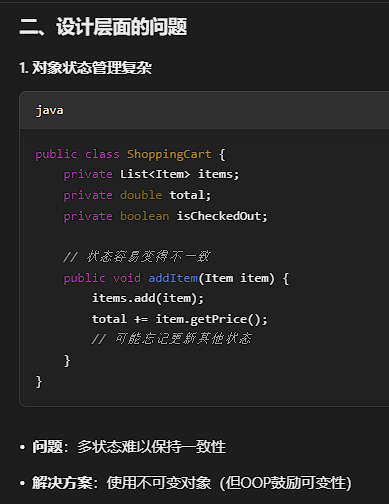 二、设计层面的问题
1. 对象状态管理复杂
java
public class ShoppingCart {
    private List<Item> items;
    private double total;
    private boolean isCheckedOut;
    // 状态容易变得不一致
    public void addItem(Item item) {
        items.add(item);
        total += item.getPrice();
        // 可能忘记更新其他状态
    }
}
• 问题：多状态难以保持一致性
• 解决方案：使用不可变对象（但OOP鼓励可变性）